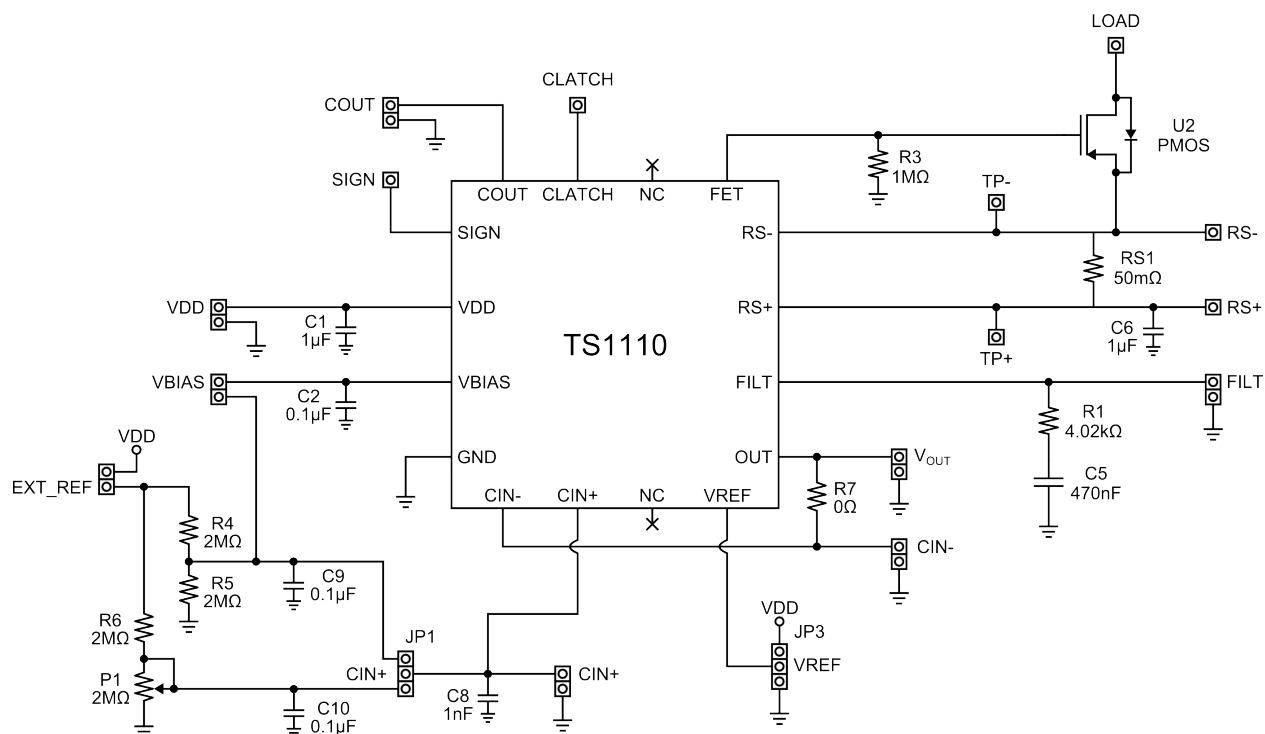 LOAD
CLATCH
COUT
U2
PMOS
R3
1MΩ
SIGN
COUT
CLATCH
NC
FET
TP-
SIGN
RS-
RS-
RS1
50mΩ
VDD
VDD
RS+
RS+
C1
1µF
C6
1µF
TS1110
TP+
VBIAS
VBIAS
FILT
FILT
C2
0.1µF
R1
4.02kΩ
VDD
GND
OUT
VOUT
EXT_REF
C5
470nF
CIN-
CIN+
NC
VREF
R7
0Ω
R4
2MΩ
CIN-
R5
2MΩ
C9
0.1µF
R6
2MΩ
VDD
JP1
JP3
CIN+
CIN+
VREF
P1
2MΩ
C8
1nF
C10
0.1µF